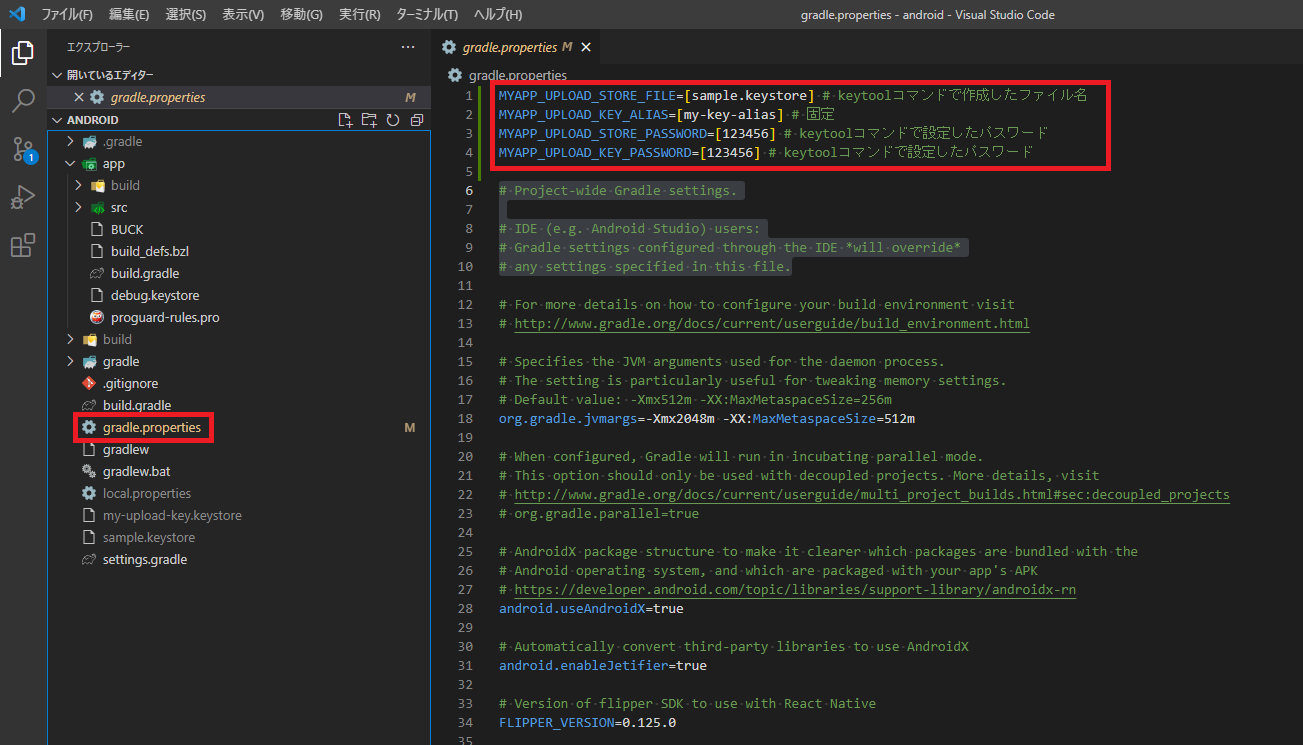 ファイル(F) 編集(E) 選択(S) 表示(V) 移動(G) 実行(R) ターミナル(T) ヘルプ(H) gradle.properties - android - Visual Studio Code
エクスプローラー ···
開いているエディター
gradle.properties M
ANDROID
.gradle
app
build
src
BUCK
build_defs.bzl
build.gradle
debug.keystore
proguard-rules.pro
build
gradle
.gitignore
build.gradle
gradle.properties M
gradlew
gradlew.bat
local.properties
my-upload-key.keystore
sample.keystore
settings.gradle
1
gradle.properties M
gradle.properties
1 MYAPP_UPLOAD_STORE_FILE=[sample.keystore] # keytoolコマンドで作成したファイル名
2 MYAPP_UPLOAD_KEY_ALIAS=[my-key-alias] # 固定
3 MYAPP_UPLOAD_STORE_PASSWORD=[123456] # keytoolコマンドで設定したパスワード
4 MYAPP_UPLOAD_KEY_PASSWORD=[123456] # keytoolコマンドで設定したパスワード
5
6 # Project-wide Gradle settings.
7
8 # IDE (e.g. Android Studio) users:
9 # Gradle settings configured through the IDE *will override*
10 # any settings specified in this file.
11
12 # For more details on how to configure your build environment visit
13 # http://www.gradle.org/docs/current/userguide/build_environment.html
14
15 # Specifies the JVM arguments used for the daemon process.
16 # The setting is particularly useful for tweaking memory settings.
17 # Default value: -Xmx512m -XX:MaxMetaspaceSize=256m
18 org.gradle.jvmargs=-Xmx2048m -XX:MaxMetaspaceSize=512m
19
20 # When configured, Gradle will run in incubating parallel mode.
21 # This option should only be used with decoupled projects. More details, visit
22 # http://www.gradle.org/docs/current/userguide/multi_project_builds.html#sec:decoupled_projects
23 # org.gradle.parallel=true
24
25 # AndroidX package structure to make it clearer which packages are bundled with the
26 # Android operating system, and which are packaged with your app's APK
27 # https://developer.android.com/topic/libraries/support-library/androidx-rn
28 android.useAndroidX=true
29
30 # Automatically convert third-party libraries to use AndroidX
31 android.enableJetifier=true
32
33 # Version of flipper SDK to use with React Native
34 FLIPPER_VERSION=0.125.0
35